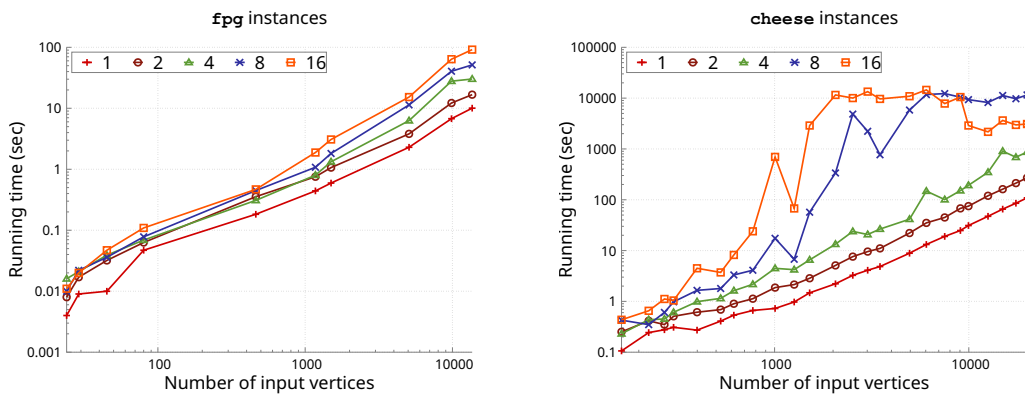 fpg instances
100
10
1
0.1
0.01
0.001
1 2 4 8 16
Running time (sec)
100 1000 10000
Number of input vertices
cheese instances
100000
10000
1000
100
10
1
0.1
1 2 4 8 16
Running time (sec)
1000 10000
Number of input vertices